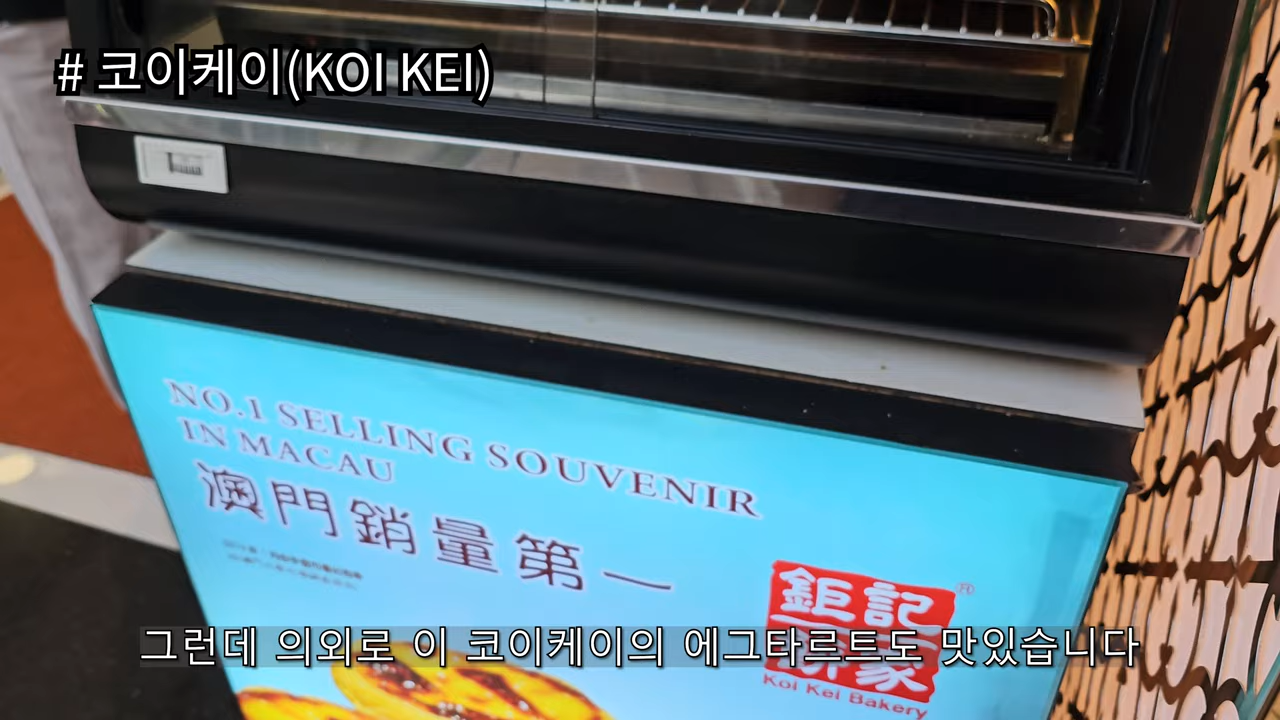 # 코이케이(KOI KEI)
NO.1 SELLING SOUVENIR
IN MACAU
澳門銷量第一
鉅記
餅家
Koi Kei Bakery
그런데 의외로 이 코이케이의 에그타르트도 맛있습니다